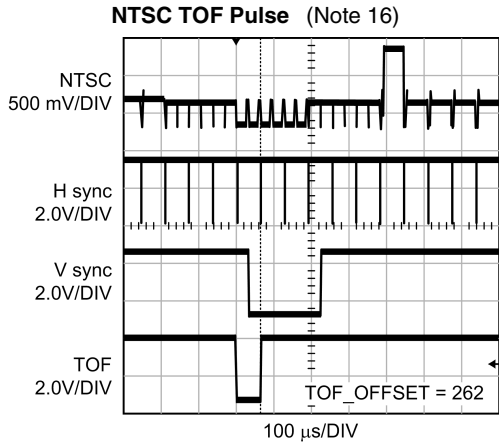 NTSC TOF Pulse (Note 16)
NTSC
500 mV/DIV
H sync
2.0V/DIV
V sync
2.0V/DIV
TOF
2.0V/DIV
TOF_OFFSET = 262
100 µs/DIV